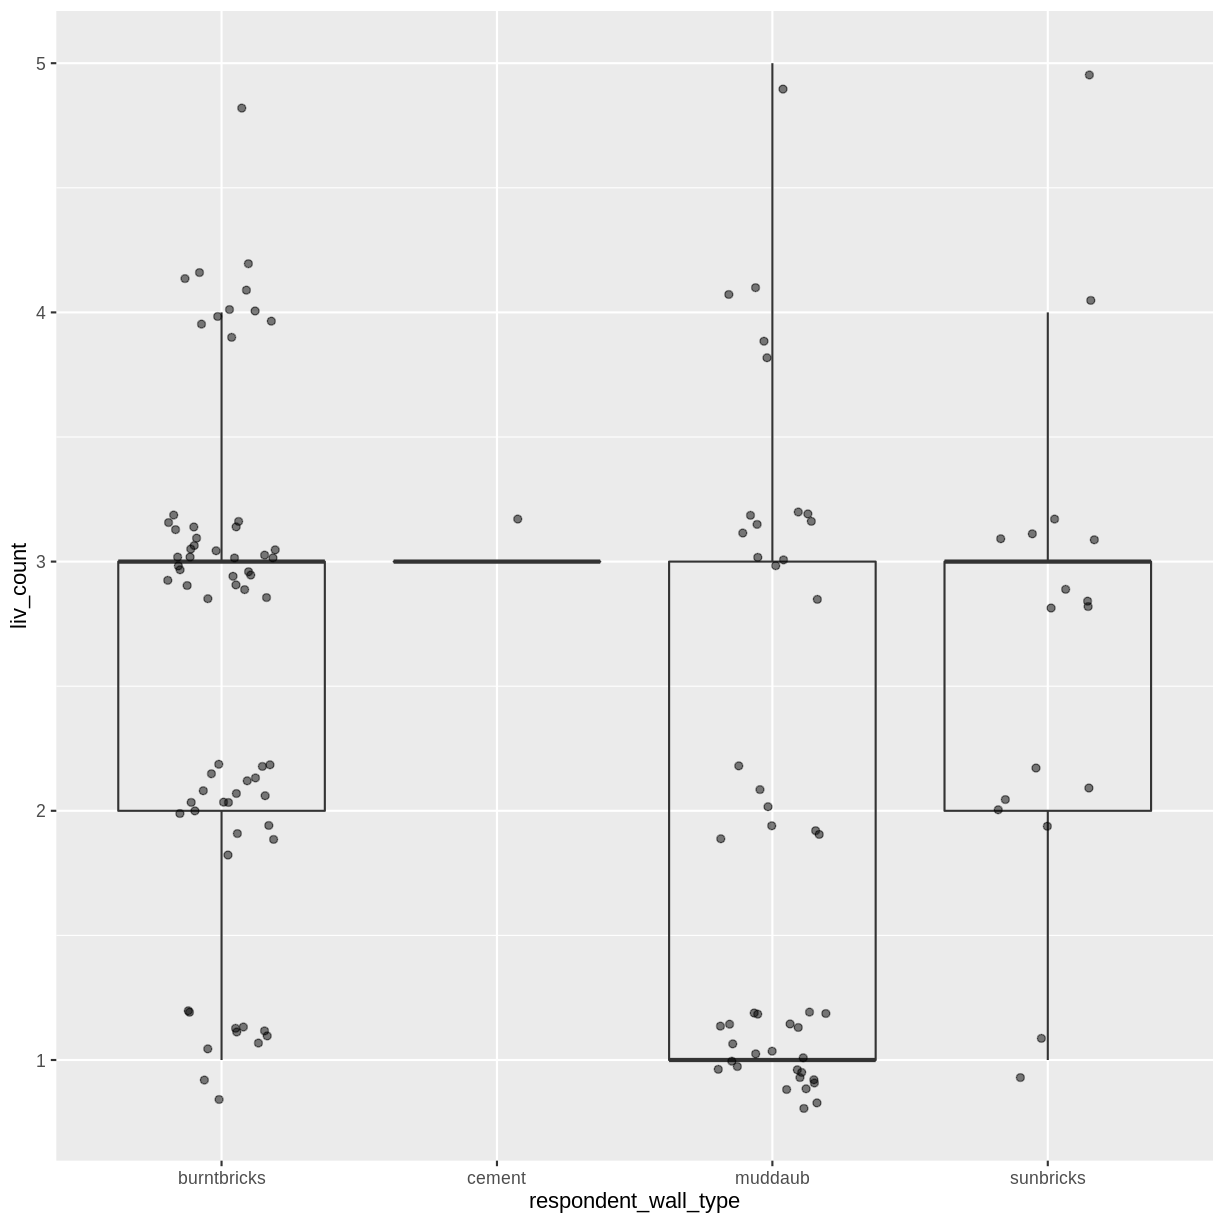 liv_count
5
4
3
2
1
burntbricks
cement
muddaub
sunbricks
respondent_wall_type